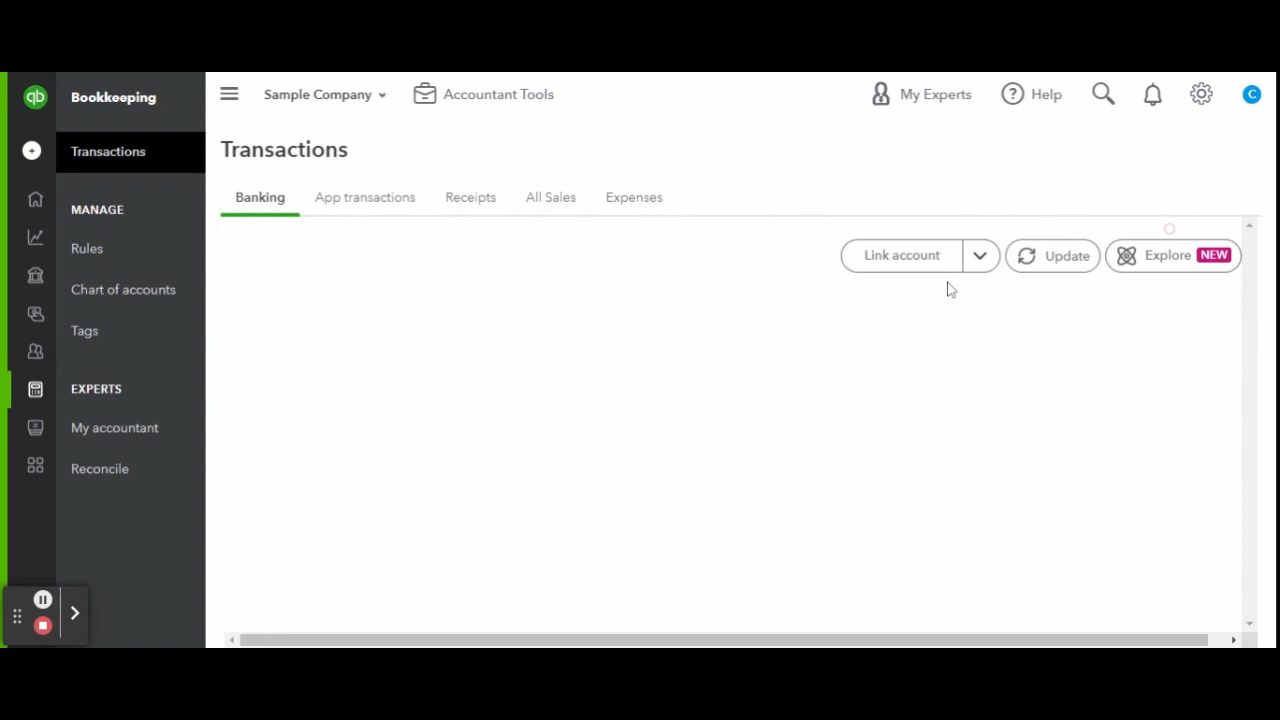 qb
Bookkeeping
Sample Company
Accountant Tools
My Experts
Help
C
Transactions
Transactions
Banking
App transactions
Receipts
All Sales
Expenses
MANAGE
Rules
Link account
Update
Explore NEW
Chart of accounts
Tags
EXPERTS
My accountant
Reconcile